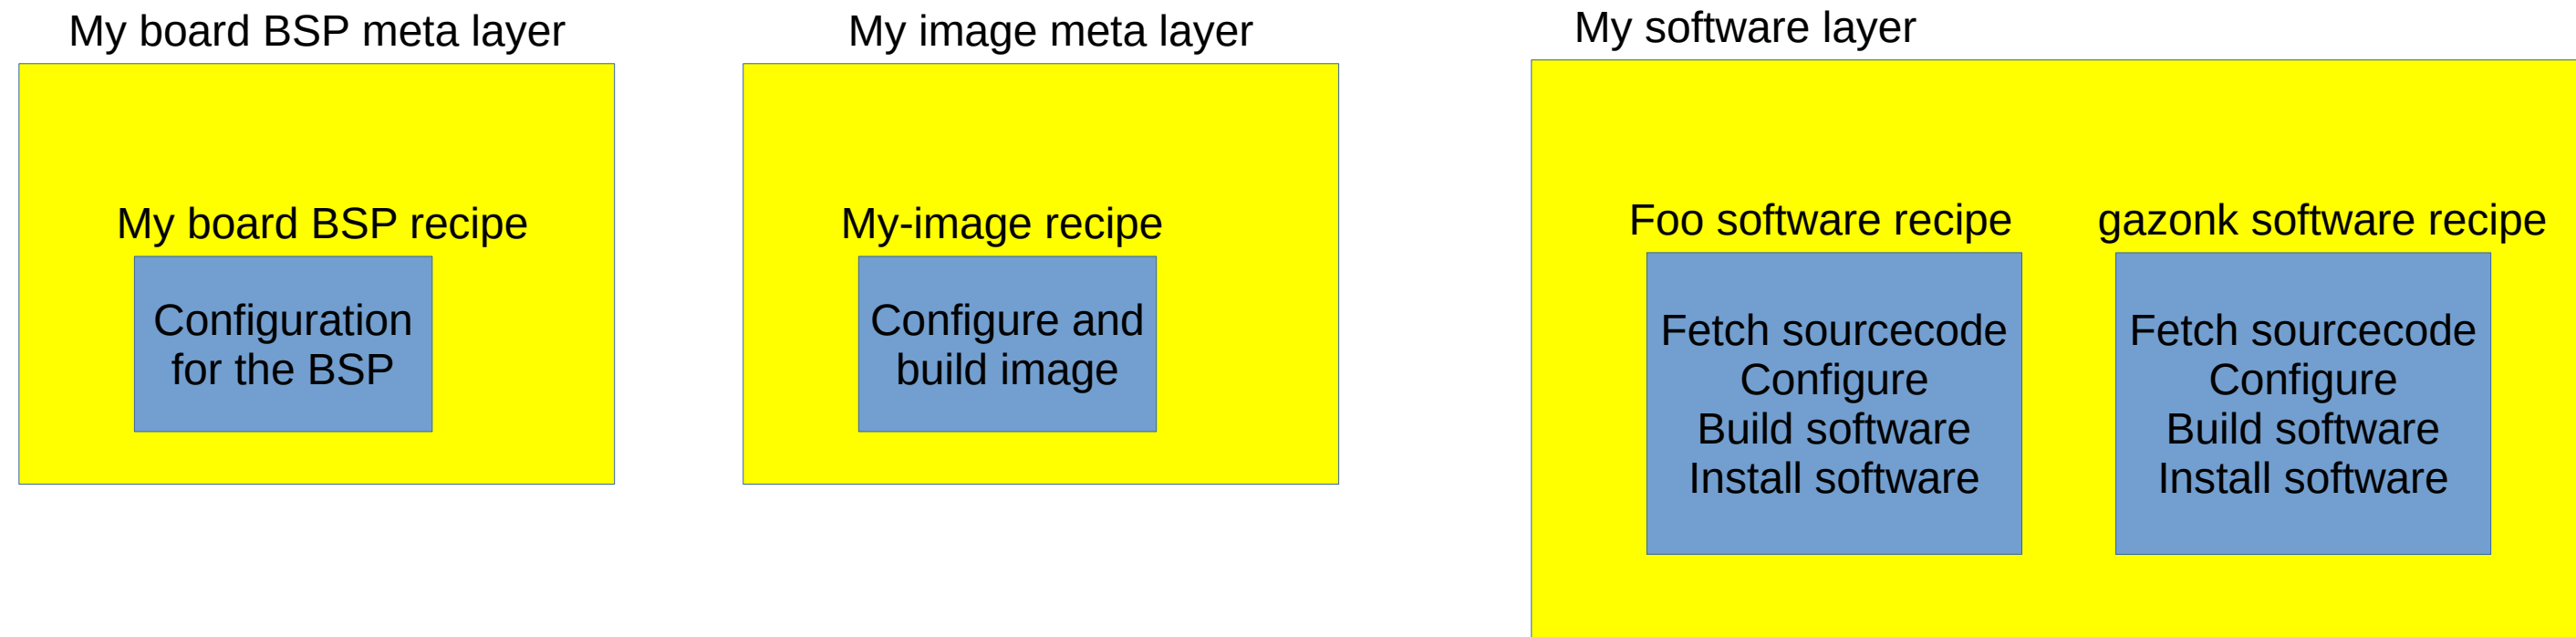 My board BSP meta layer
My board BSP recipe
Configuration
for the BSP
My image meta layer
My-image recipe
Configure and
build image
My software layer
Foo software recipe
Fetch sourcecode
Configure
Build software
Install software
gazonk software recipe
Fetch sourcecode
Configure
Build software
Install software